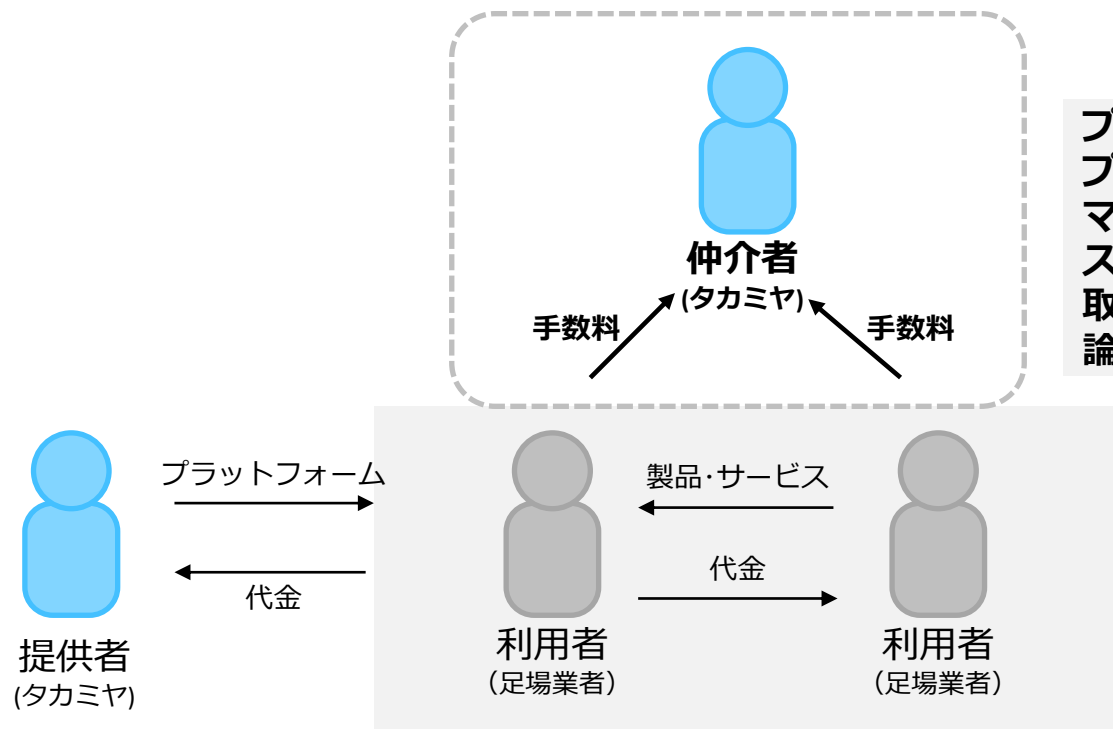 仲介者
(タカミヤ)
手数料
手数料
プ
プ
マ
ス
取
論
プラットフォーム
代金
提供者
(タカミヤ)
製品･サービス
代金
利用者
（足場業者）
利用者
（足場業者）